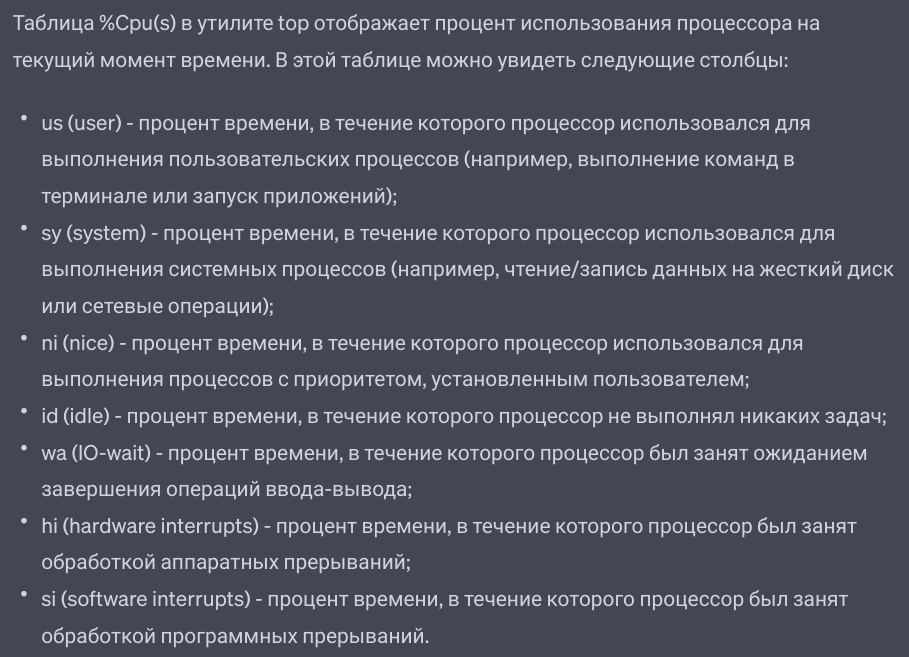 Таблица %Cpu(s) в утилите top отображает процент использования процессора на
текущий момент времени. В этой таблице можно увидеть следующие столбцы:
• us (user) - процент времени, в течение которого процессор использовался для
выполнения пользовательских процессов (например, выполнение команд в
терминале или запуск приложений);
• sy (system) - процент времени, в течение которого процессор использовался для
выполнения системных процессов (например, чтение/запись данных на жесткий диск
или сетевые операции);
• ni (nice) - процент времени, в течение которого процессор использовался для
выполнения процессов с приоритетом, установленным пользователем;
• id (idle) - процент времени, в течение которого процессор не выполнял никаких задач;
• wa (IO-wait) - процент времени, в течение которого процессор был занят ожиданием
завершения операций ввода-вывода;
• hi (hardware interrupts) - процент времени, в течение которого процессор был занят
обработкой аппаратных прерываний;
• si (software interrupts) - процент времени, в течение которого процессор был занят
обработкой программных прерываний.